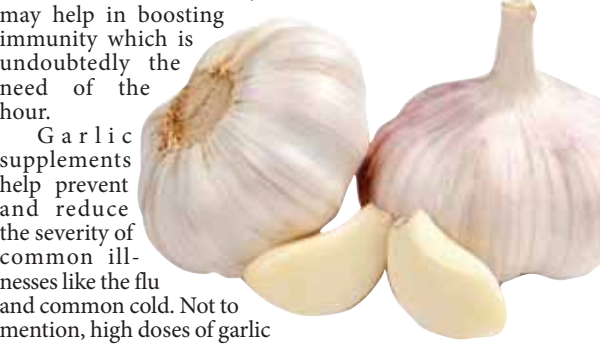 may help in boosting
immunity which is
undoubtedly the
need of the
hour.
Garlic
supplements
help prevent
and reduce
the severity of
common ill-
nesses like the flu
and common cold. Not to
mention, high doses of garlic